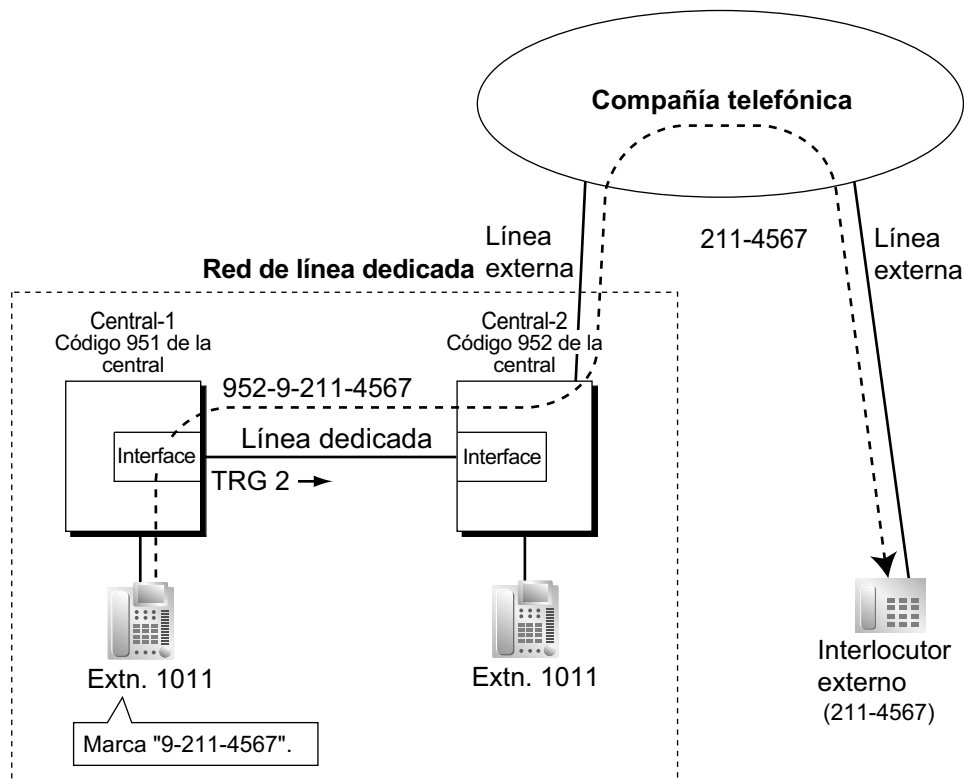 Compañía telefónica
Línea
externa
211-4567
Línea
externa
Red de línea dedicada
Central-1
Código 951 de la
central
Central-2
Código 952 de la
central
952-9-211-4567
Interface
Línea dedicada
Interface
TRG 2
Extn. 1011
Extn. 1011
Interlocutor
externo
(211-4567)
Marca "9-211-4567".